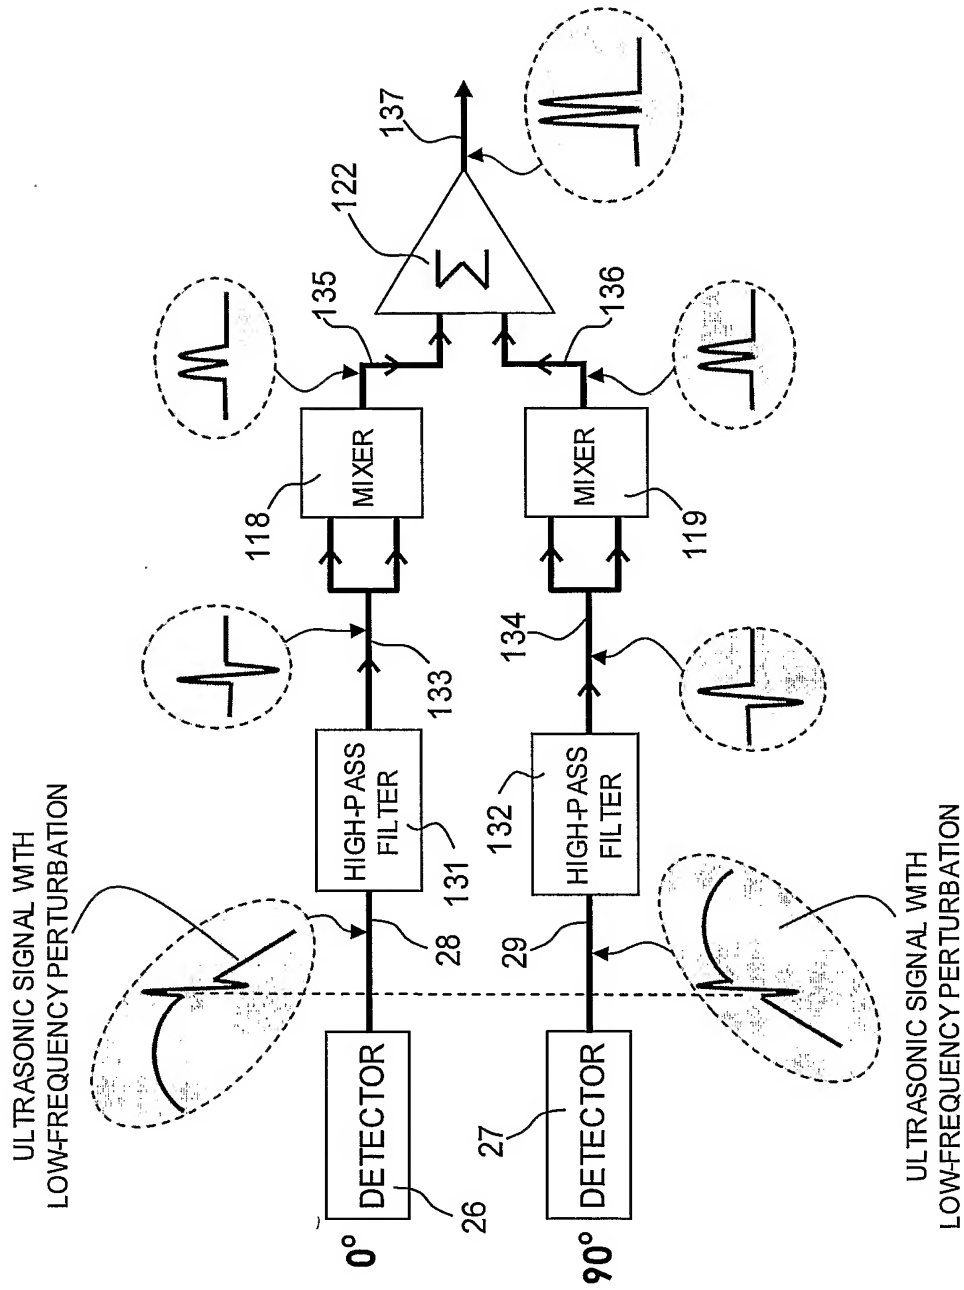 ULTRASONIC SIGNAL WITH
LOW-FREQUENCY PERTURBATION
0°
DETECTOR
26
28
HIGH-PASS
FILTER
131
133
118
MIXER
135
122
Σ
137
90°
DETECTOR
27
29
HIGH-PASS
FILTER
132
134
MIXER
119
136
ULTRASONIC SIGNAL WITH
LOW-FREQUENCY PERTURBATION